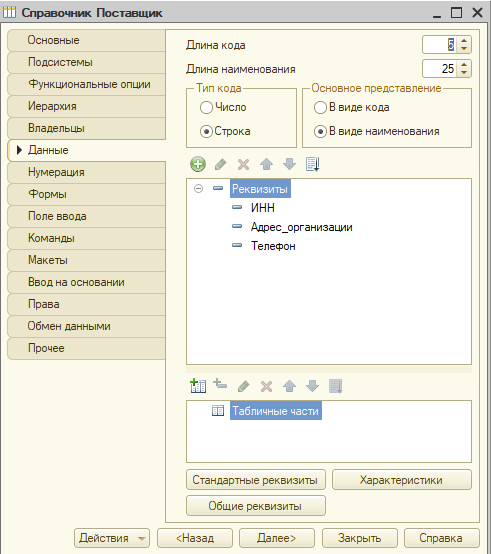 Справочник Поставщик
Основные
Подсистемы
Функциональные опции
Иерархия
Владельцы
Данные
Нумерация
Формы
Поле ввода
Команды
Макеты
Ввод на основании
Права
Обмен данными
Прочее
Длина кода
5
Длина наименования
25
Тип кода
Число
Строка
Основное представление
В виде кода
В виде наименования
Реквизиты
ИНН
Адрес_организации
Телефон
Табличные части
Стандартные реквизиты
Характеристики
Общие реквизиты
Действия
<Назад
Далее>
Закрыть
Справка